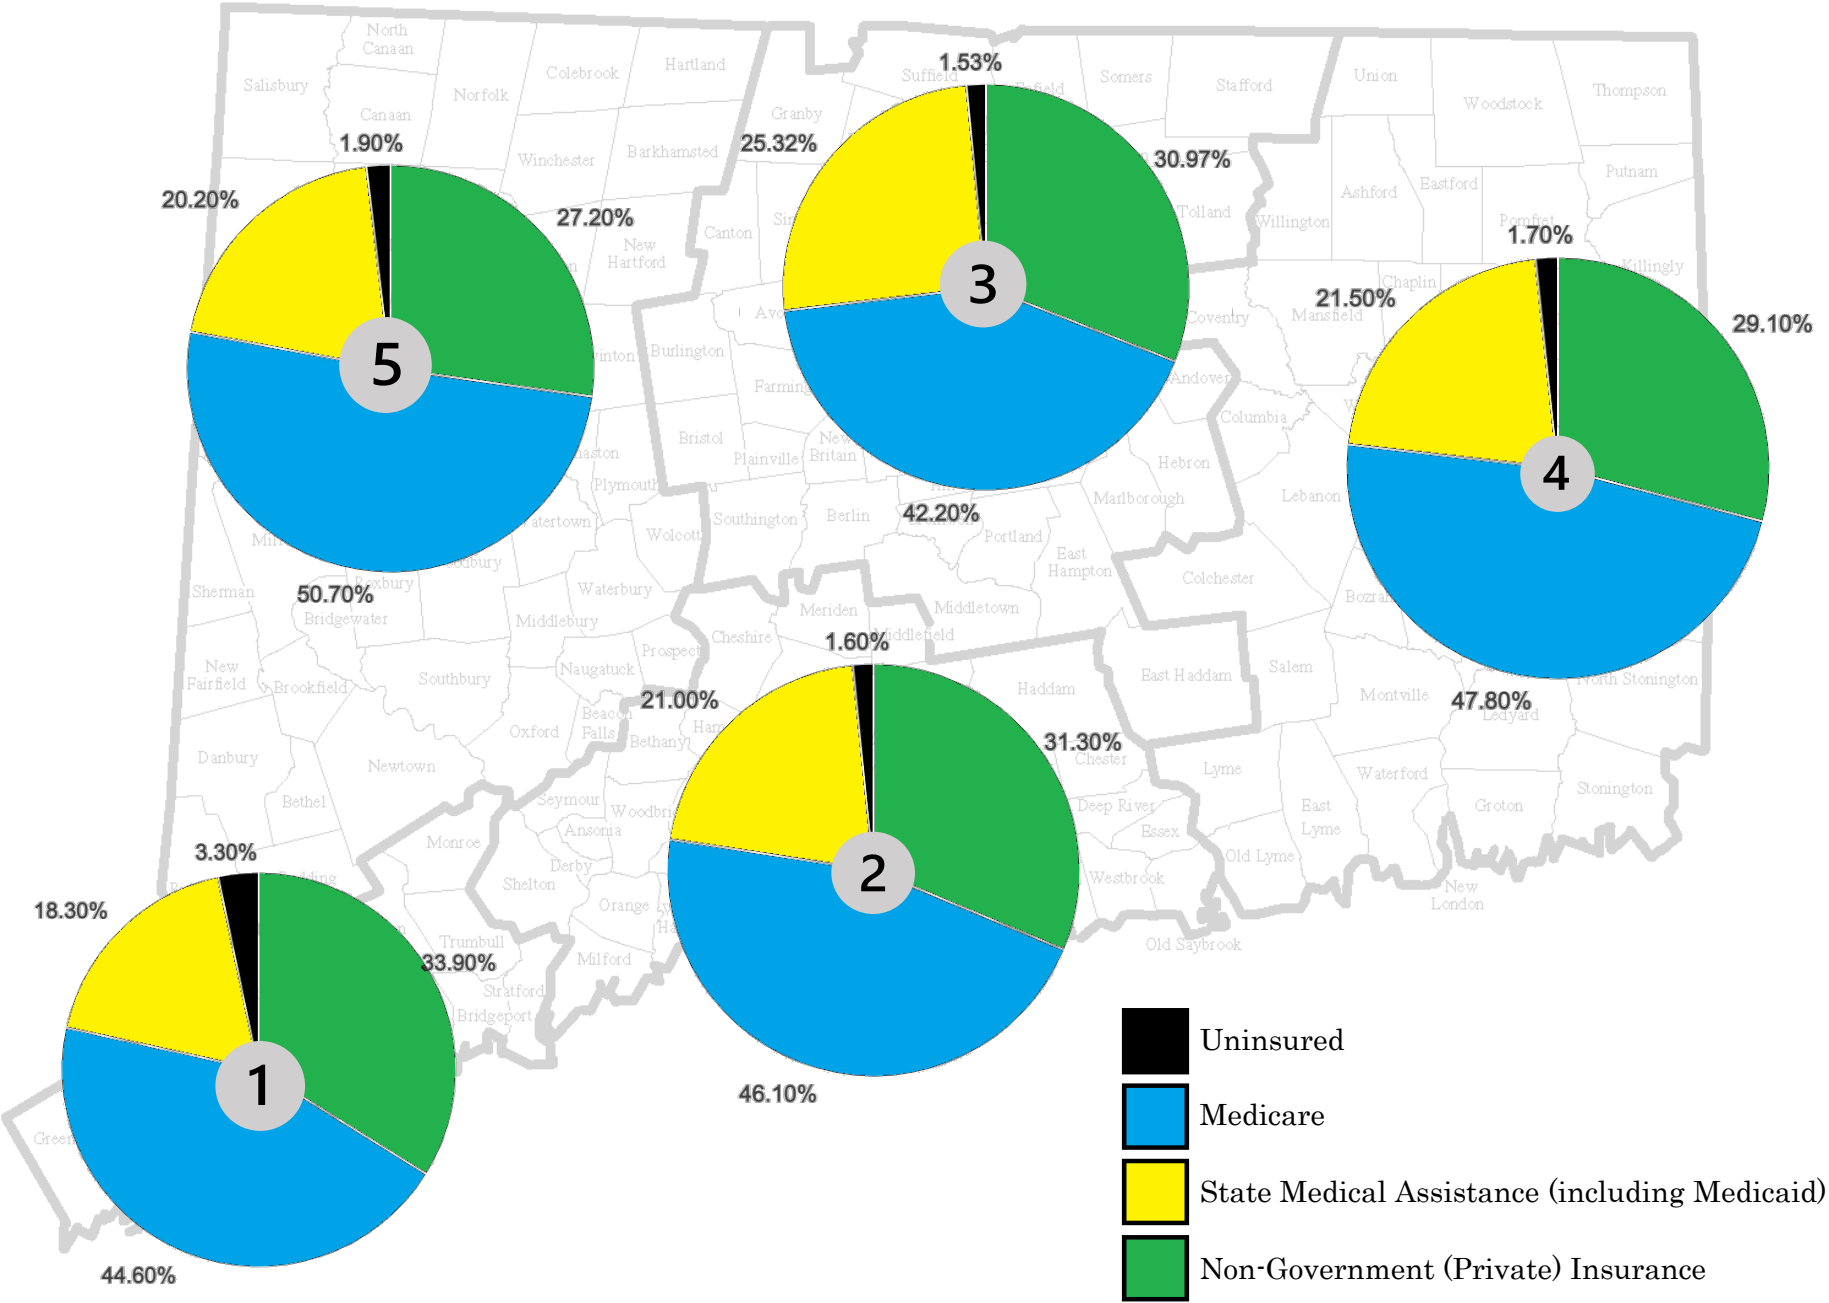 North
Canaan
Salisbury
Colebrook
Hartland
Norfolk
Canaan
1.90%
Winchester
Barkhamsted
20.20%
27.20%
New
Hartford
5
50.70%
Suffield
1.53%
Somers
Stafford
Granby
25.32%
30.97%
Canton
Tolland
3
Burlington
Coventry
Andover
Bristol
Plainville
New
Britain
Hebron
Marlborough
42.20%
Southington
Berlin
Portland
East
Hampton
Union
Woodstock
Thompson
Putnam
Ashford
Eastford
Willington
Pomfret
1.70%
Killingly
Chaplin
21.50%
Mansfield
29.10%
Columbia
4
Lebanon
47.80%
Plymouth
Wolcott
Sherman
Roxbury
Bridgewater
Waterbury
Middlebury
Prospect
New
Fairfield
Brookfield
Southbury
Naugatuck
Oxford
Beacon
Falls
Bethany
Danbury
Newtown
Bethel
Monroe
Colchester
Meriden
Middletown
Cheshire
Middlefield
1.60%
21.00%
Haddam
East Haddam
Salem
Montville
Ledyard
North Stonington
31.30%
Chester
Lyme
Waterford
Seymour
Ansonia
Derby
Shelton
Orange
Milford
2
Deep River
Essex
Westbrook
Old Lyme
East
Lyme
Groton
Stonington
New
London
Old Saybrook
46.10%
3.30%
18.30%
33.90%
Trumbull
Stratford
Bridgeport
1
44.60%
Uninsured
Medicare
State Medical Assistance (including Medicaid)
Non-Government (Private) Insurance